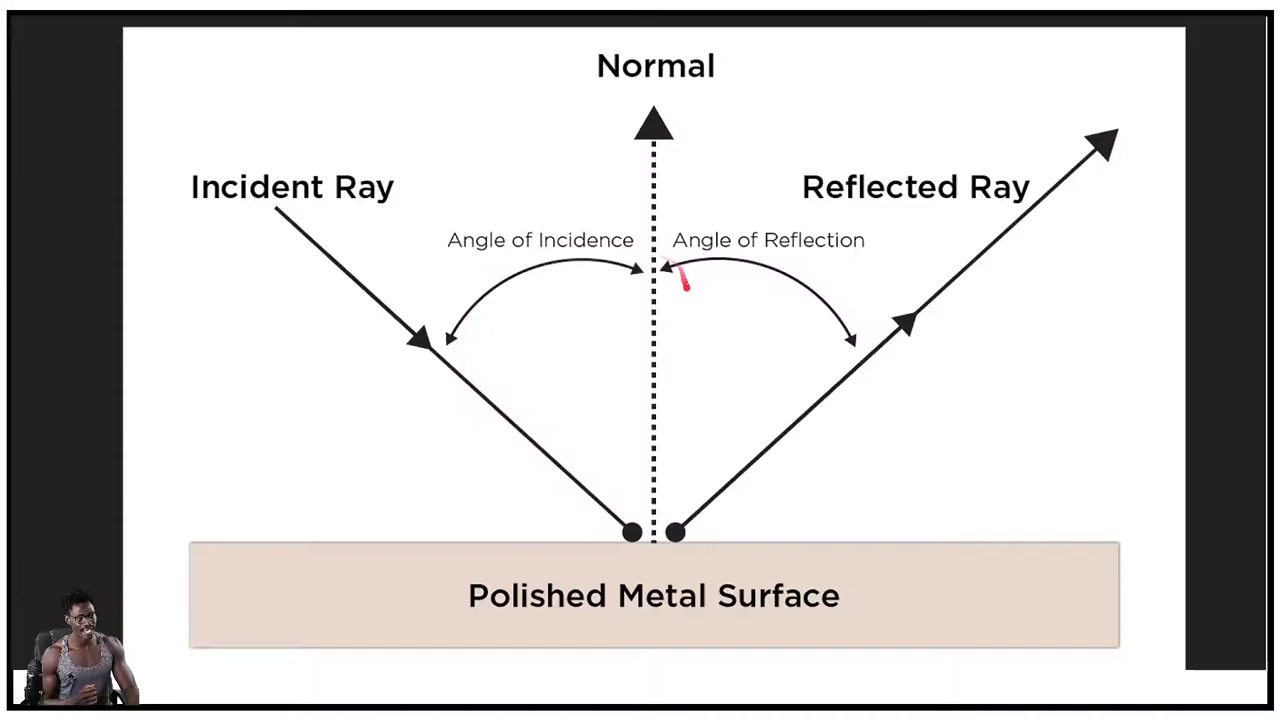 Normal
Incident Ray
Reflected Ray
Angle of Incidence
Angle of Reflection
Polished Metal Surface